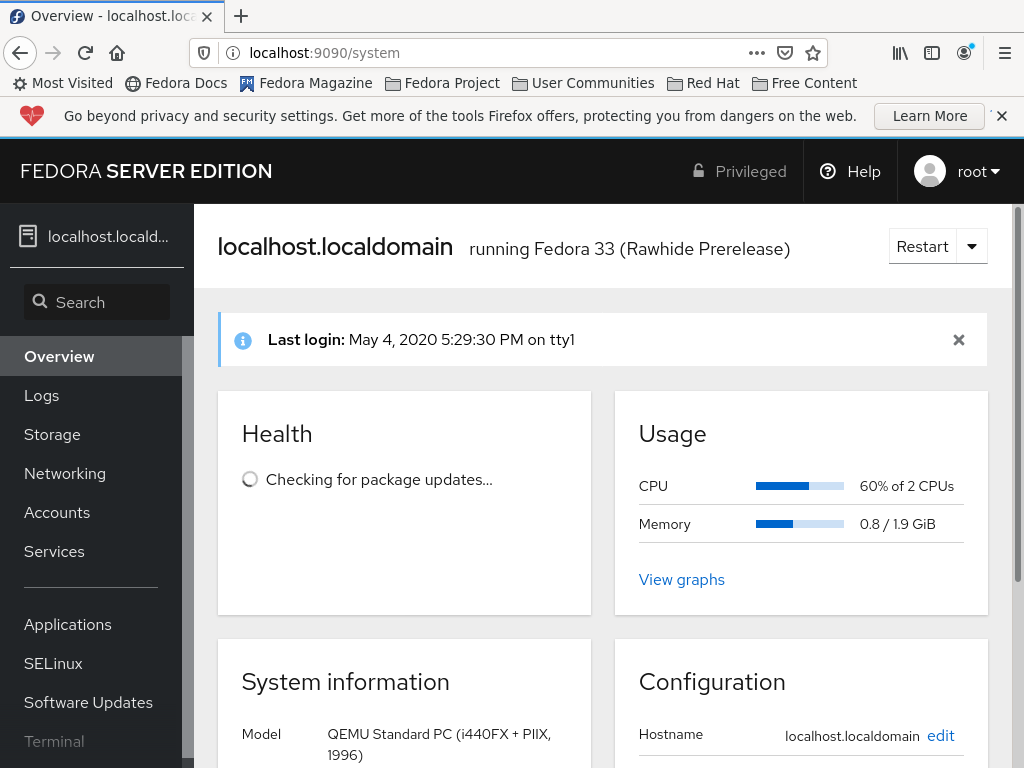 Overview - localhost.loc
localhost:9090/system
Most Visited Fedora Docs Fedora Magazine Fedora Project User Communities Red Hat Free Content
Go beyond privacy and security settings. Get more of the tools Firefox offers, protecting you from dangers on the web. Learn More
FEDORA SERVER EDITION Privileged Help root
localhost.locald...
localhost.localdomain running Fedora 33 (Rawhide Prerelease) Restart
Search
Last login: May 4, 2020 5:29:30 PM on tty1
Overview
Logs
Storage
Networking
Accounts
Services
Applications
SELinux
Software Updates
Terminal
Health
Checking for package updates...
Usage
CPU 60% of 2 CPUs
Memory 0.8 / 1.9 GiB
View graphs
System information
Model QEMU Standard PC (i440FX + PIIX,
1996)
Configuration
Hostname localhost.localdomain edit